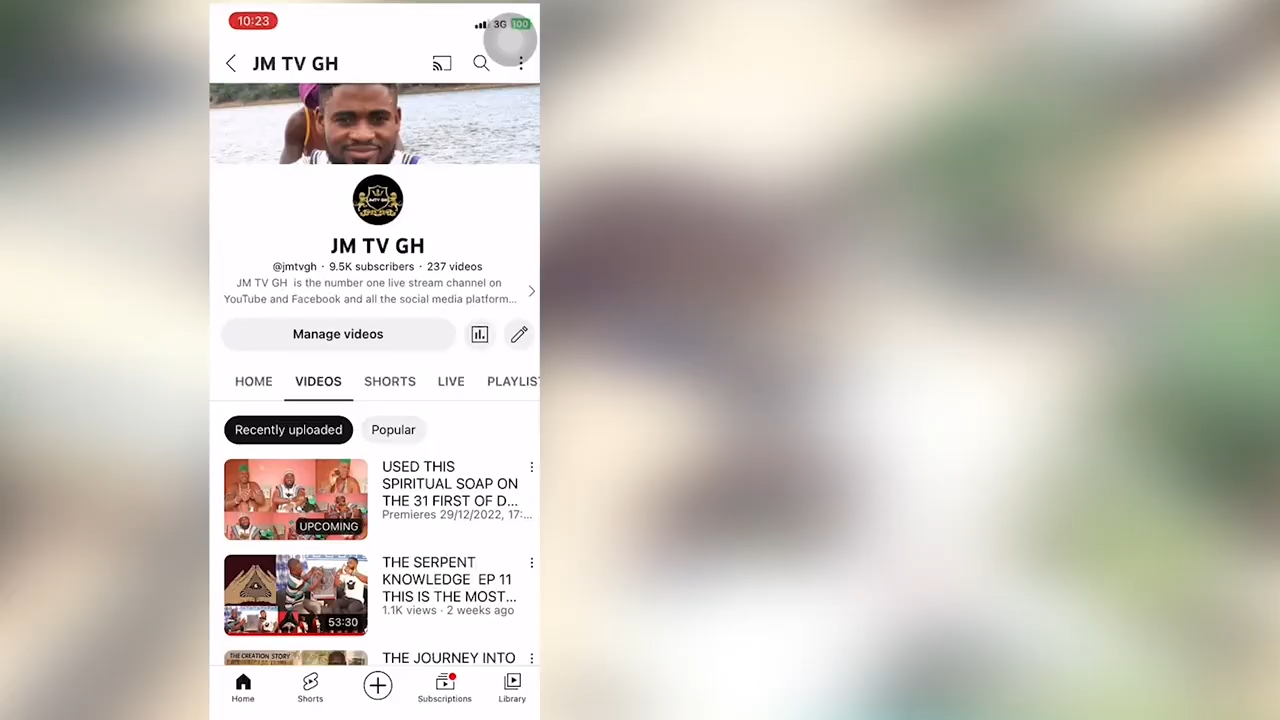 10:23
3G 100
JM TV GH
JM TV GH
@jmtvgh · 9.5K subscribers · 237 videos
JM TV GH is the number one live stream channel on
YouTube and Facebook and all the social media platform...
Manage videos
HOME VIDEOS SHORTS LIVE PLAYLIS
Recently uploaded Popular
USED THIS
SPIRITUAL SOAP ON
THE 31 FIRST OF D...
Premieres 29/12/2022, 17:...
UPCOMING
THE SERPENT
KNOWLEDGE EP 11
THIS IS THE MOST...
1.1K views · 2 weeks ago
53:30
THE CREATION STORY
THE JOURNEY INTO
Home Shorts Subscriptions Library